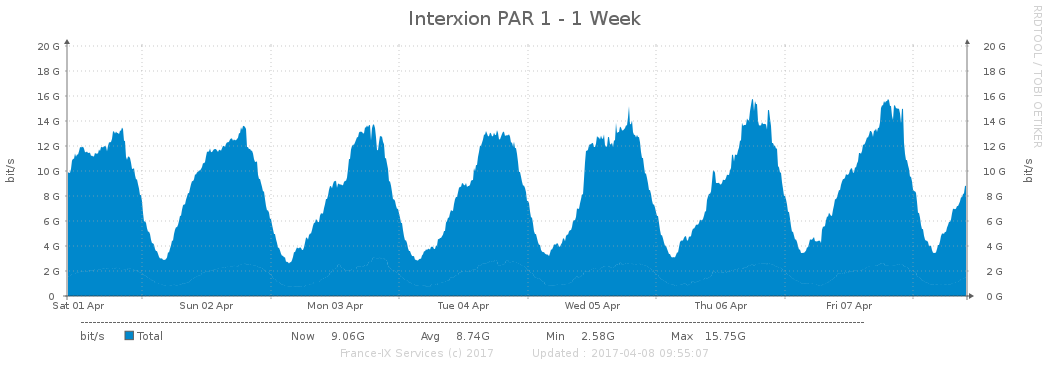 Interxion PAR 1 - 1 Week
RRDTOOL / TOBI OETIKER
bit/s
bit/s
20 G 20 G
18 G 18 G
16 G 16 G
14 G 14 G
12 G 12 G
10 G 10 G
8 G 8 G
6 G 6 G
4 G 4 G
2 G 2 G
0 0 G
Sat 01 Apr Sun 02 Apr Mon 03 Apr Tue 04 Apr Wed 05 Apr Thu 06 Apr Fri 07 Apr
bit/s Total Now 9.06G Avg 8.74G Min 2.58G Max 15.75G
France-IX Services (c) 2017 Updated : 2017-04-08 09:55:07